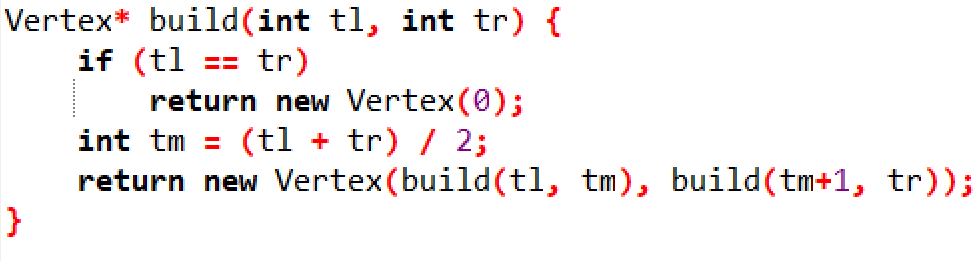 Vertex* build(int tl, int tr) {
    if (tl == tr)
        return new Vertex(0);
    int tm = (tl + tr) / 2;
    return new Vertex(build(tl, tm), build(tm+1, tr));
}